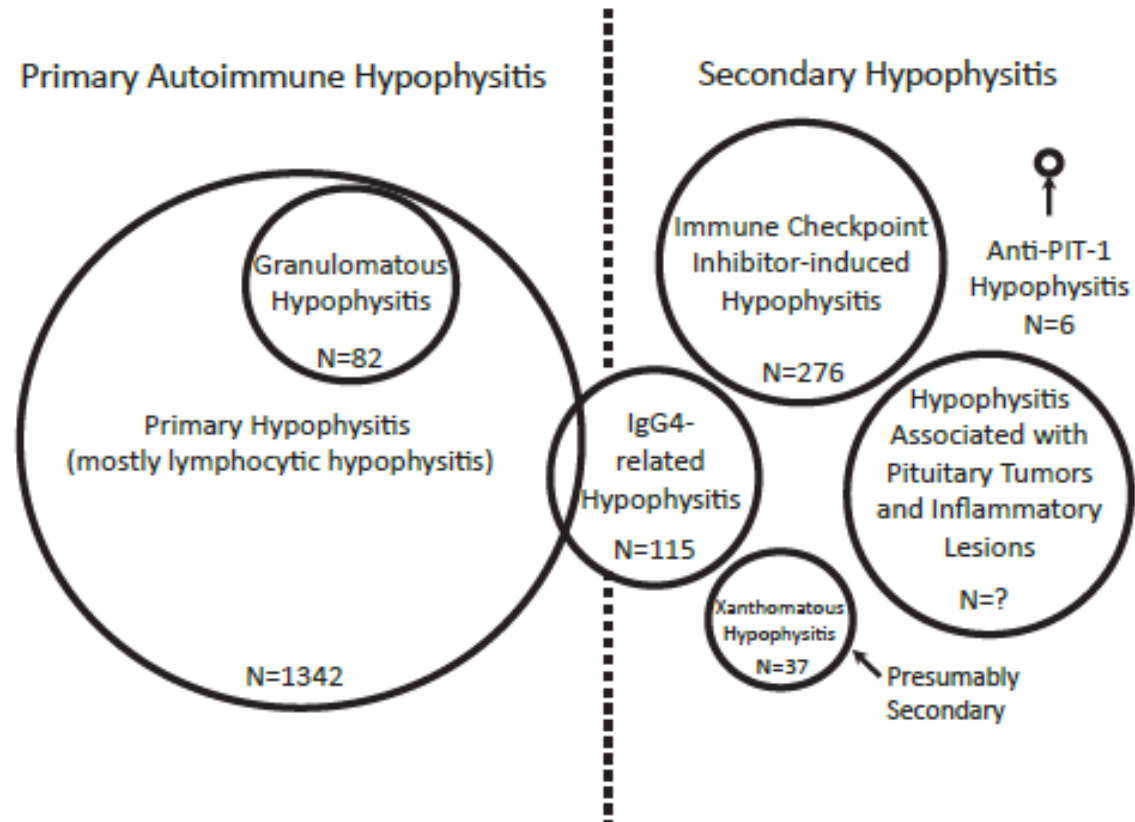 Primary Autoimmune Hypophysitis
Granulomatous
Hypophysitis
N=82
Primary Hypophysitis
(mostly lymphocytic hypophysitis)
N=1342
IgG4-
related
Hypophysitis
N=115
Secondary Hypophysitis
Immune Checkpoint
Inhibitor-induced
Hypophysitis
N=276
Anti-PIT-1
Hypophysitis
N=6
Hypophysitis
Associated with
Pituitary Tumors
and Inflammatory
Lesions
N=?
Xanthomatous
Hypophysitis
N=37
Presumably
Secondary